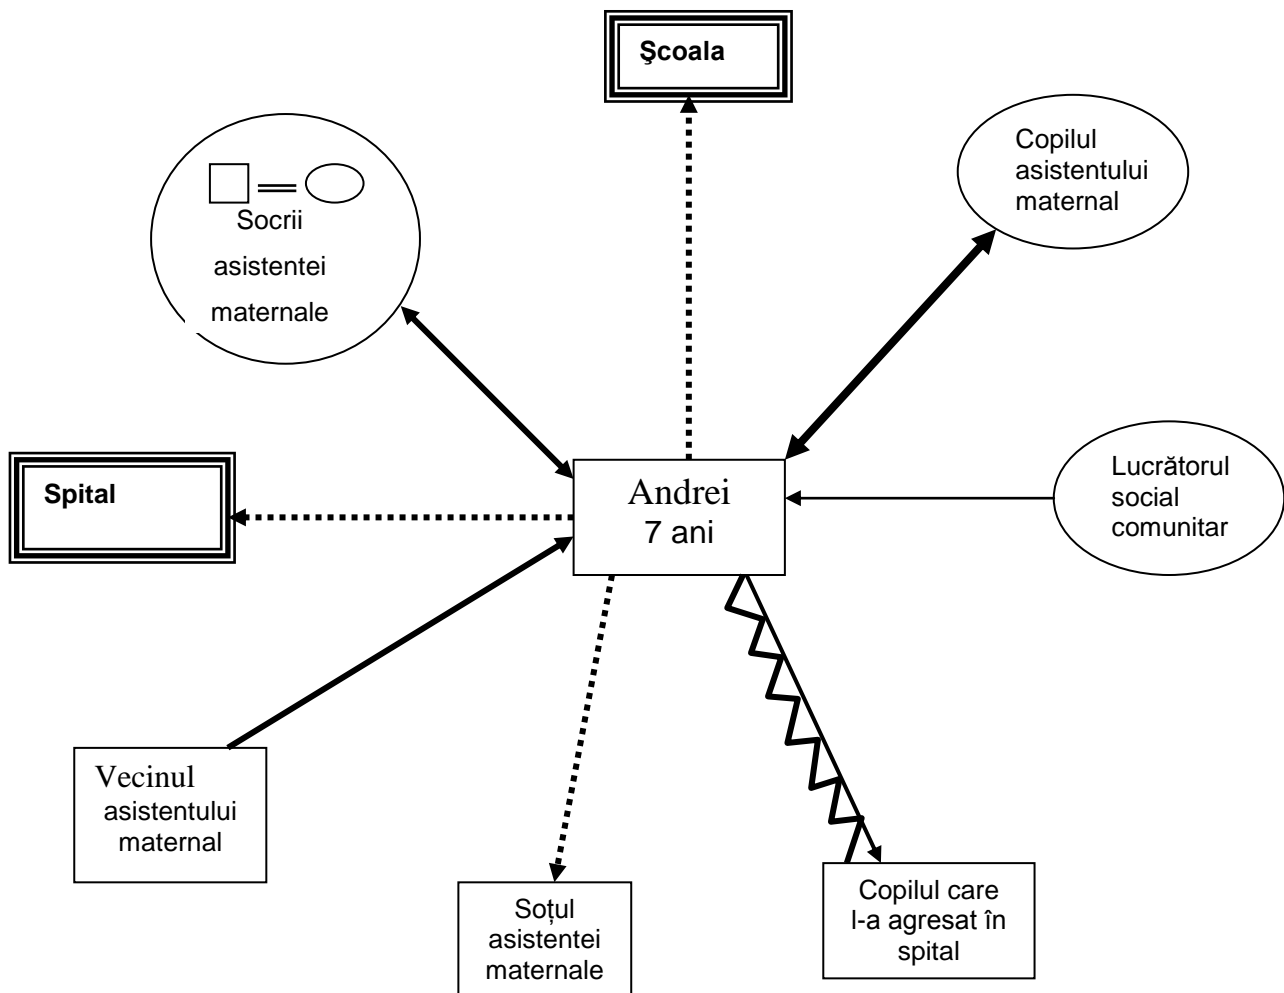 Şcoala
Copilul
asistentului
maternal
Socrii
asistentei
maternale
Spital
Andrei
7 ani
Lucrătorul
social
comunitar
Vecinul
asistentului
maternal
Soțul
asistentei
maternale
Copilul care
l-a agresat în
spital